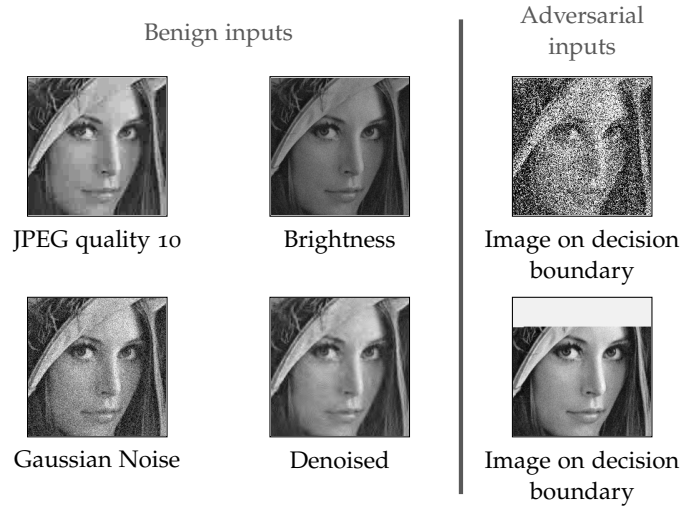 Benign inputs
Adversarial
inputs
JPEG quality 10
Brightness
Image on decision
boundary
Gaussian Noise
Denoised
Image on decision
boundary